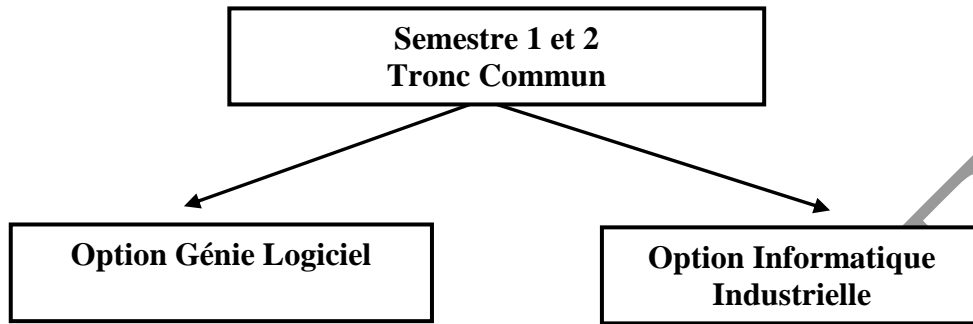 Semestre 1 et 2
Tronc Commun
Option Génie Logiciel
Option Informatique
Industrielle